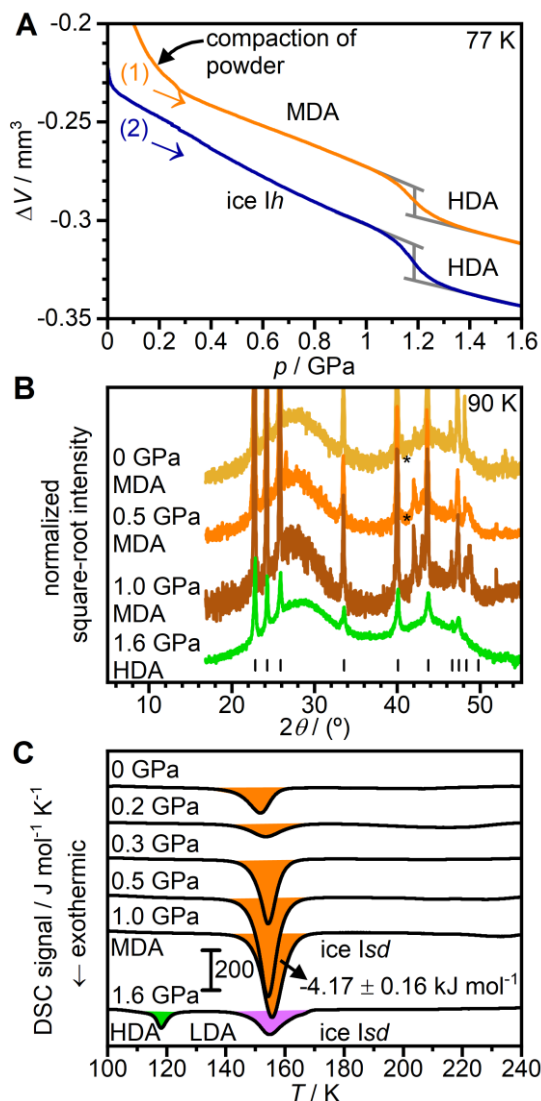 A
77 K
-0.2
compaction of
powder
(1)
(2)
MDA
-0.25
ΔV / mm³
ice Ih
HDA
-0.3
HDA
-0.35
0 0.2 0.4 0.6 0.8 1 1.2 1.4 1.6
p / GPa
B
90 K
normalized
square-root intensity
0 GPa
MDA
*
0.5 GPa
MDA
*
1.0 GPa
MDA
1.6 GPa
HDA
10 20 30 40 50
2θ / (º)
C
DSC signal / J mol⁻¹ K⁻¹
← exothermic
0 GPa
0.2 GPa
0.3 GPa
0.5 GPa
1.0 GPa
MDA
ice Isd
200
-4.17 ± 0.16 kJ mol⁻¹
1.6 GPa
HDA LDA ice Isd
100 120 140 160 180 200 220 240
T / K